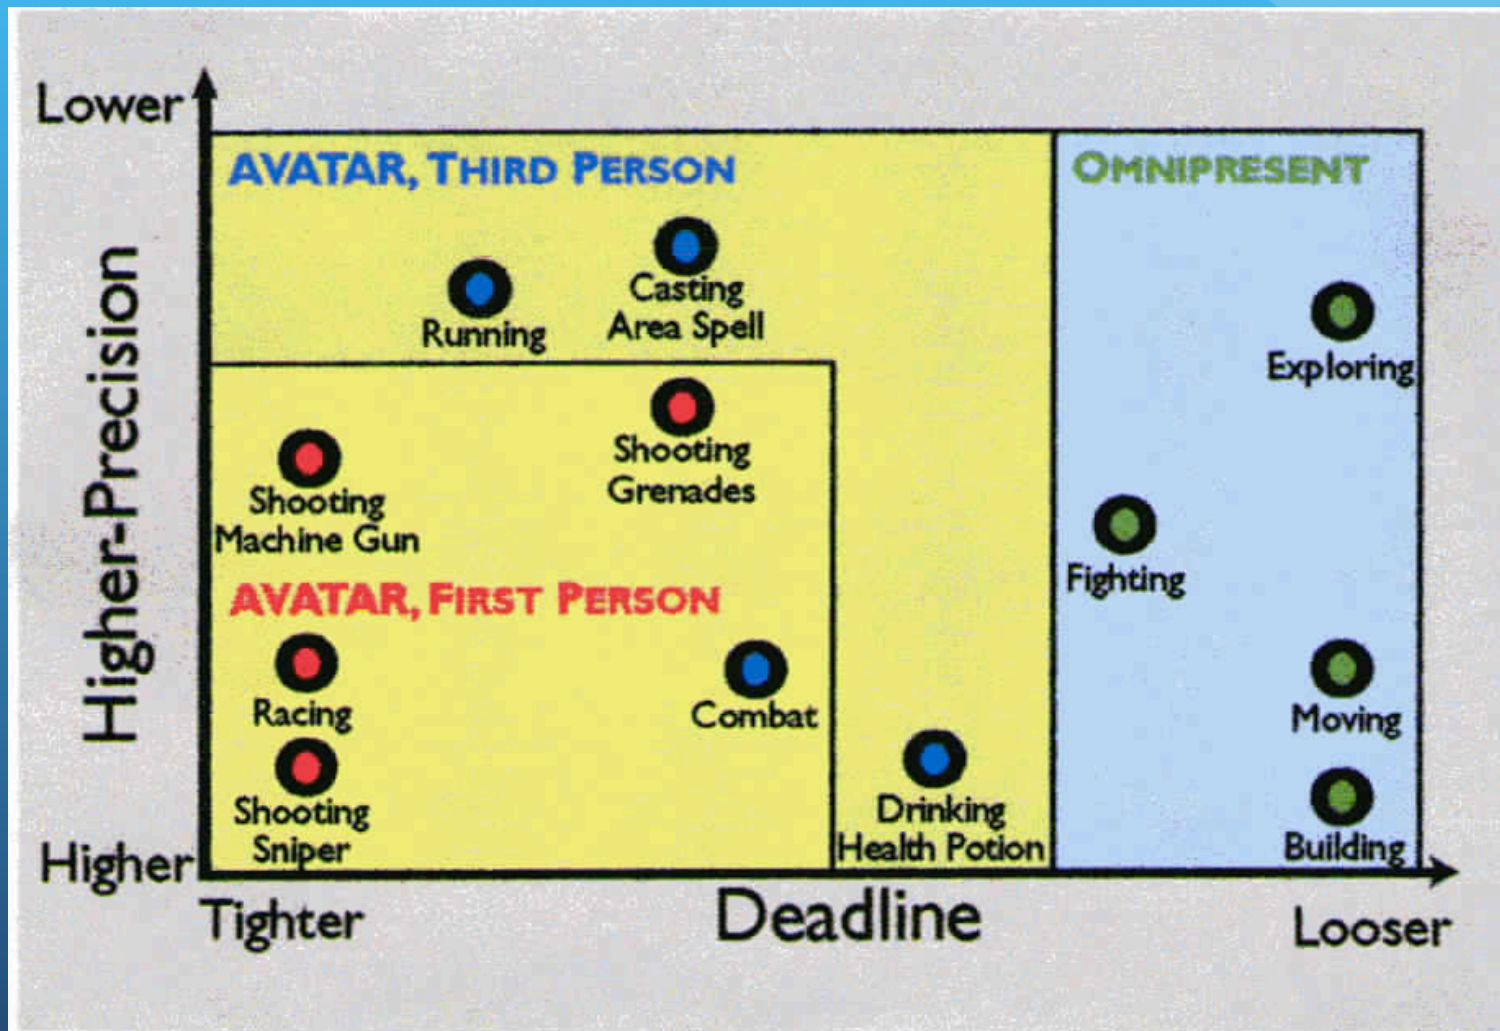 Lower
AVATAR, THIRD PERSON
OMNIPRESENT
Casting
Area Spell
Running
Exploring
Higher-Precision
Shooting
Grenades
Shooting
Machine Gun
Fighting
AVATAR, FIRST PERSON
Racing
Combat
Moving
Shooting
Sniper
Drinking
Health Potion
Building
Higher
Tighter
Deadline
Looser